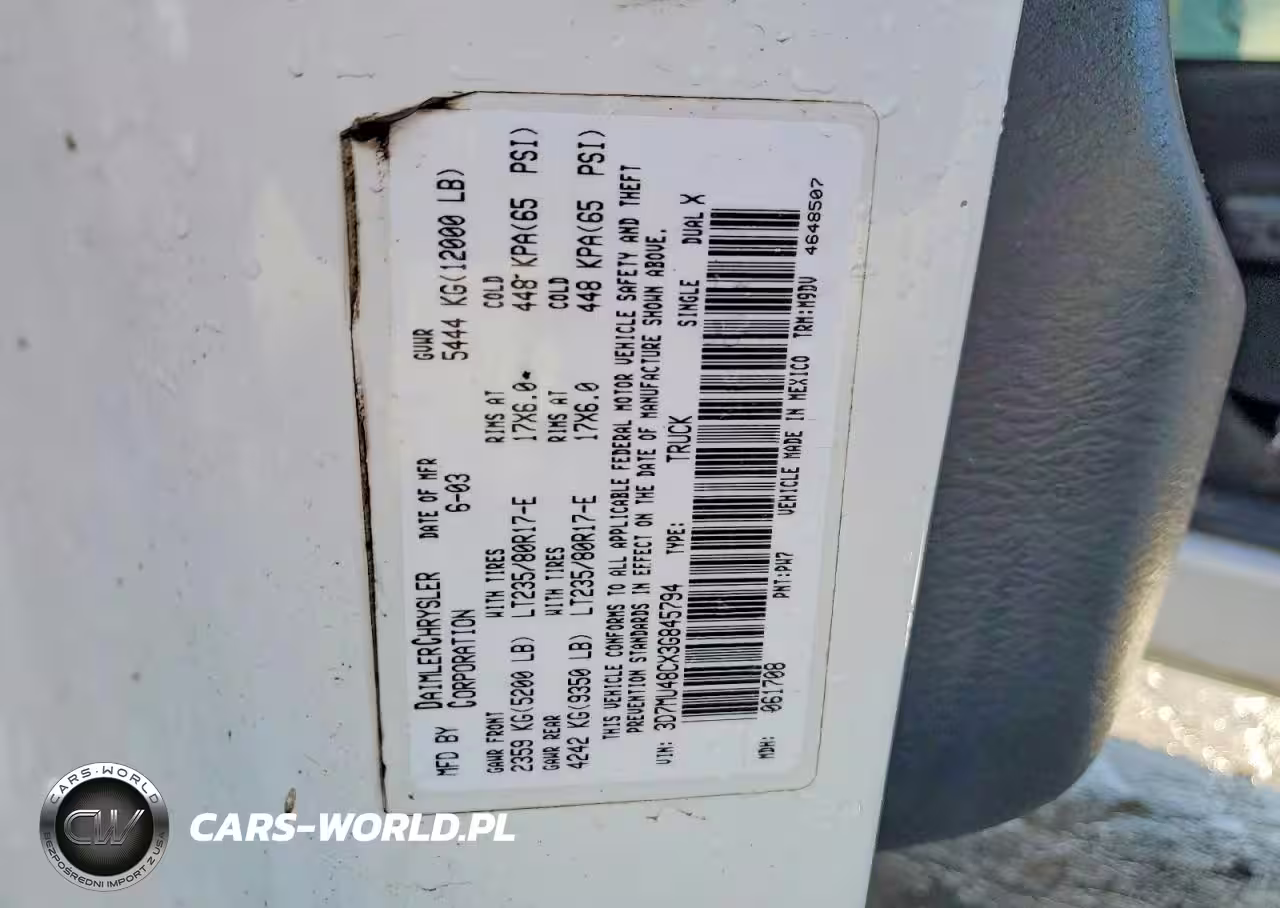 MFD BY DAIMLERCHRYSLER DATE OF MFR GVWR
CORPORATION 6-03 5444 KG(12000 LB)
GAWR FRONT WITH TIRES RIMS AT COLD
2359 KG(5200 LB) LT235/80R17-E 17X6.0 448 KPA(65 PSI)
GAWR REAR WITH TIRES RIMS AT COLD
4242 KG(9350 LB) LT235/80R17-E 17X6.0 448 KPA(65 PSI)
THIS VEHICLE CONFORMS TO ALL APPLICABLE FEDERAL MOTOR VEHICLE SAFETY AND THEFT
PREVENTION STANDARDS IN EFFECT ON THE DATE OF MANUFACTURE SHOWN ABOVE.
VIN: 3D7MU48CX3G845794 TYPE: TRUCK SINGLE DUAL X
MDH: 061708 PNT:PW7 VEHICLE MADE IN MEXICO TRM:M9DV 4648507
CARS-WORLD
CW
BEZPOŚREDNI IMPORT Z USA
CARS-WORLD.PL